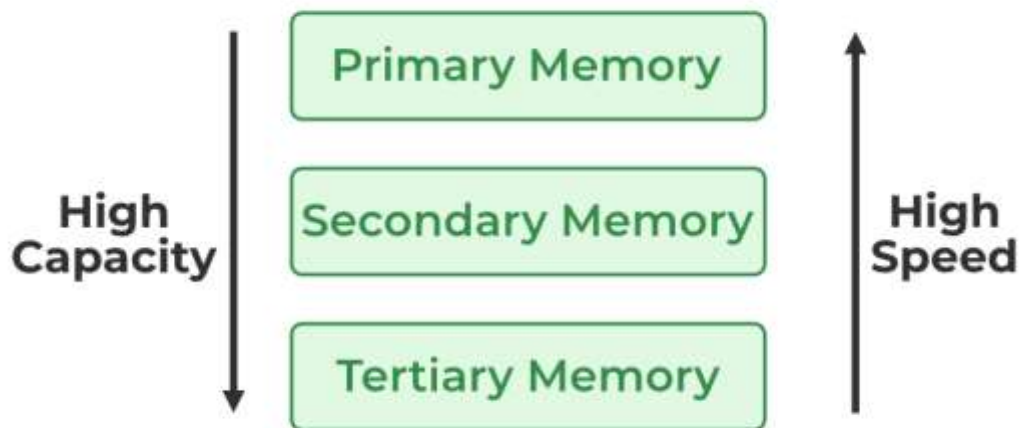 Primary Memory
High
Capacity
Secondary Memory
High
Speed
Tertiary Memory